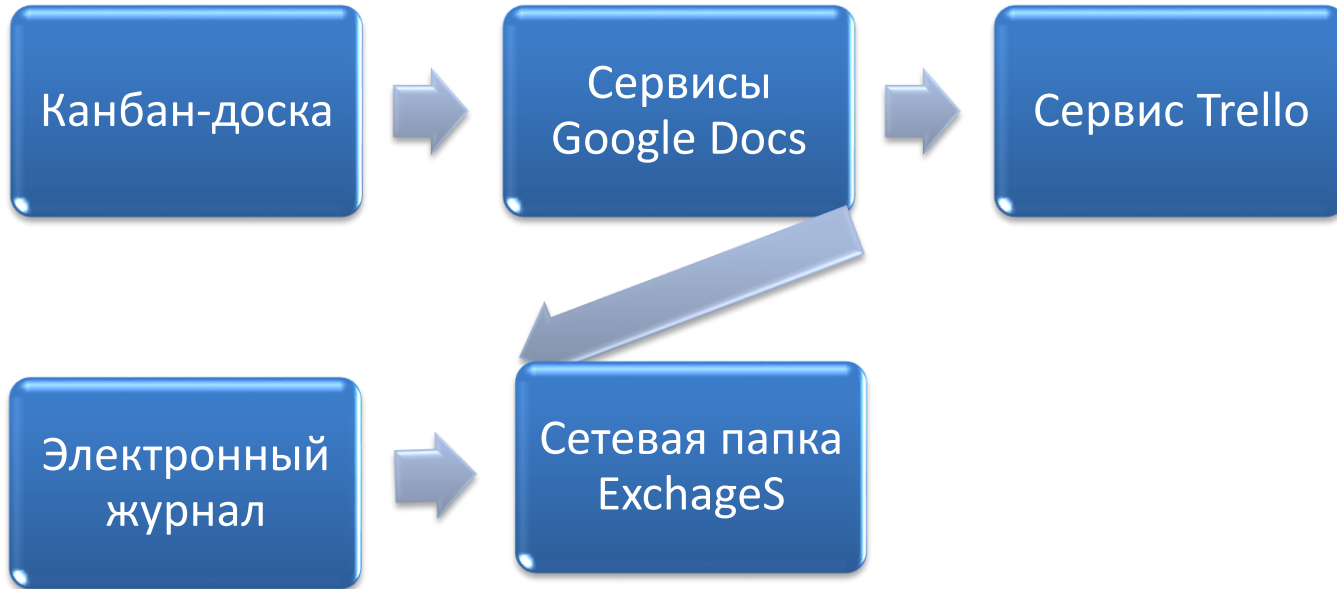 Канбан-доска
Сервисы
Google Docs
Сервис Trello
Электронный
журнал
Сетевая папка
ExchageS